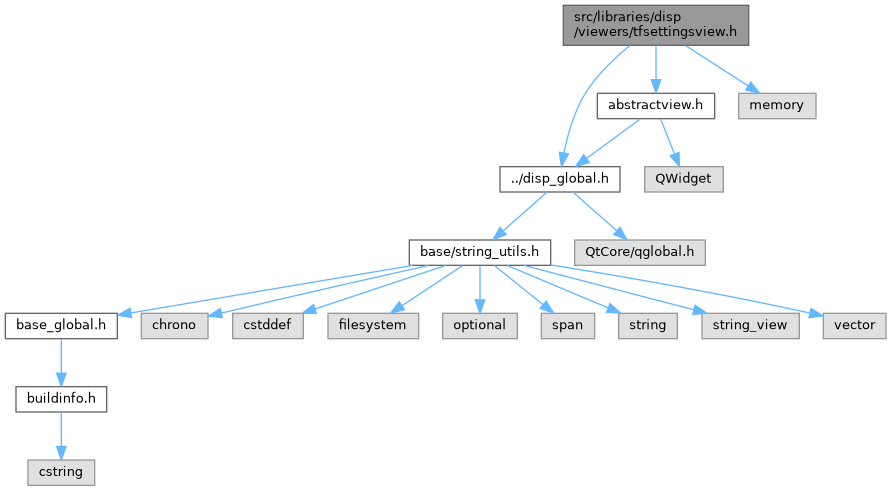 src/libraries/disp
/viewers/tfsettingsview.h
abstractview.h
memory
../disp_global.h
QWidget
base/string_utils.h
QtCore/qglobal.h
base_global.h
chrono
cstddef
filesystem
optional
span
string
string_view
vector
buildinfo.h
cstring